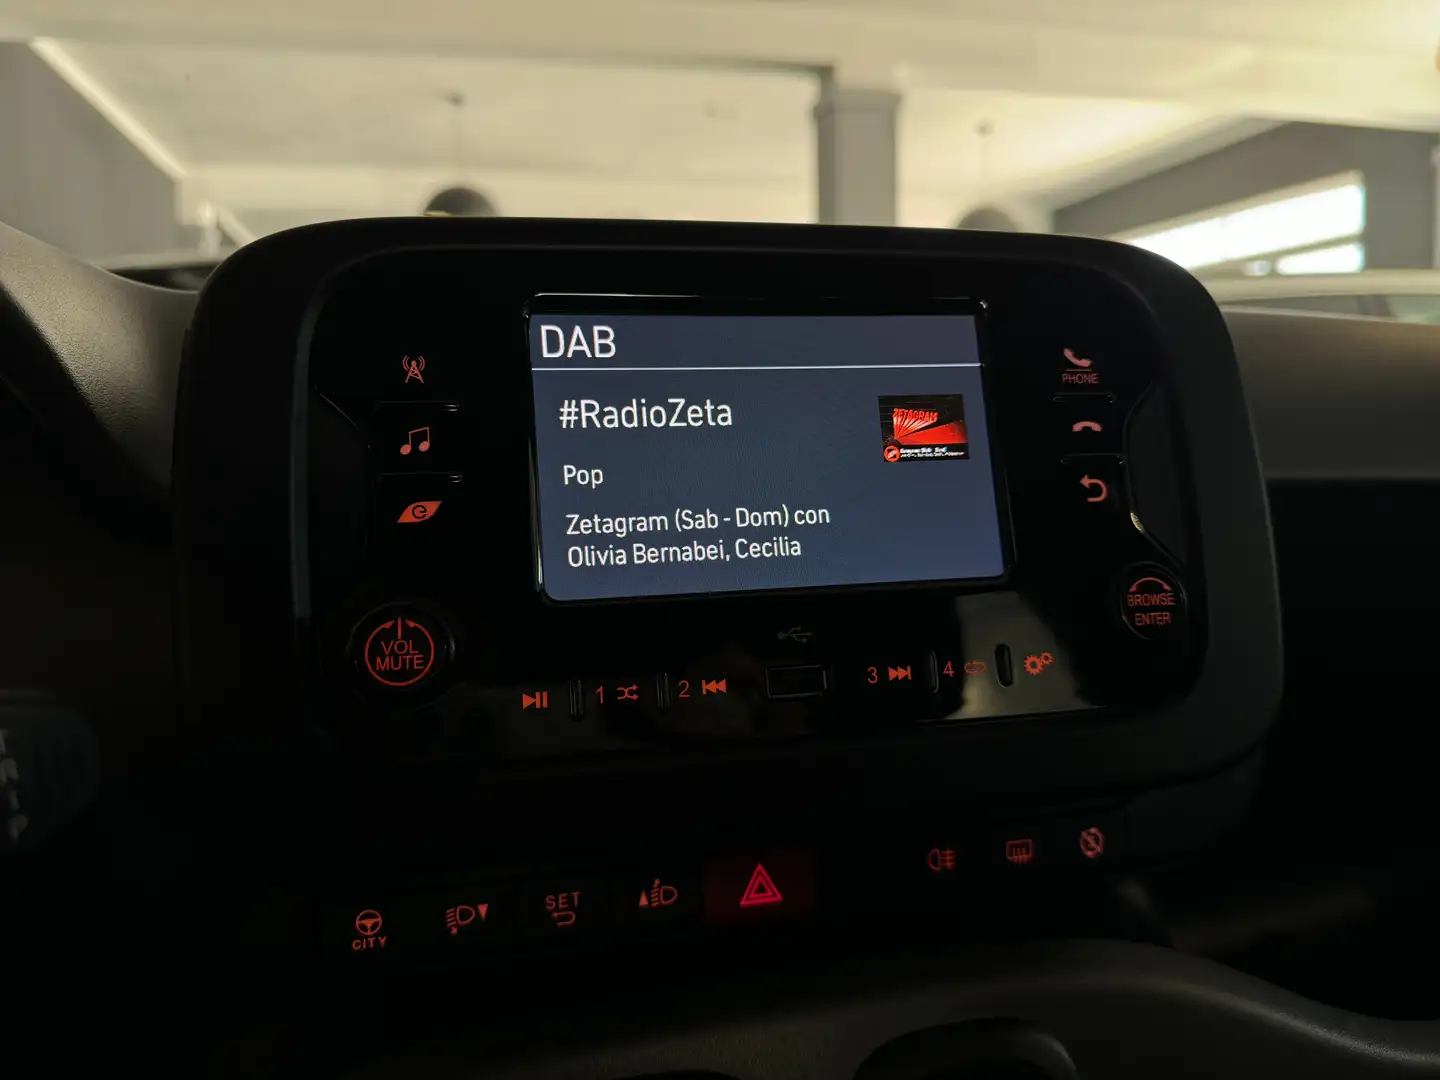 DAB
#RadioZeta
ZETAGRAM
Pop
Zetagram (Sab - Dom) con
Olivia Bernabei, Cecilia
PHONE
BROWSE
ENTER
VOL
MUTE
1
2
3
4
CITY
SET